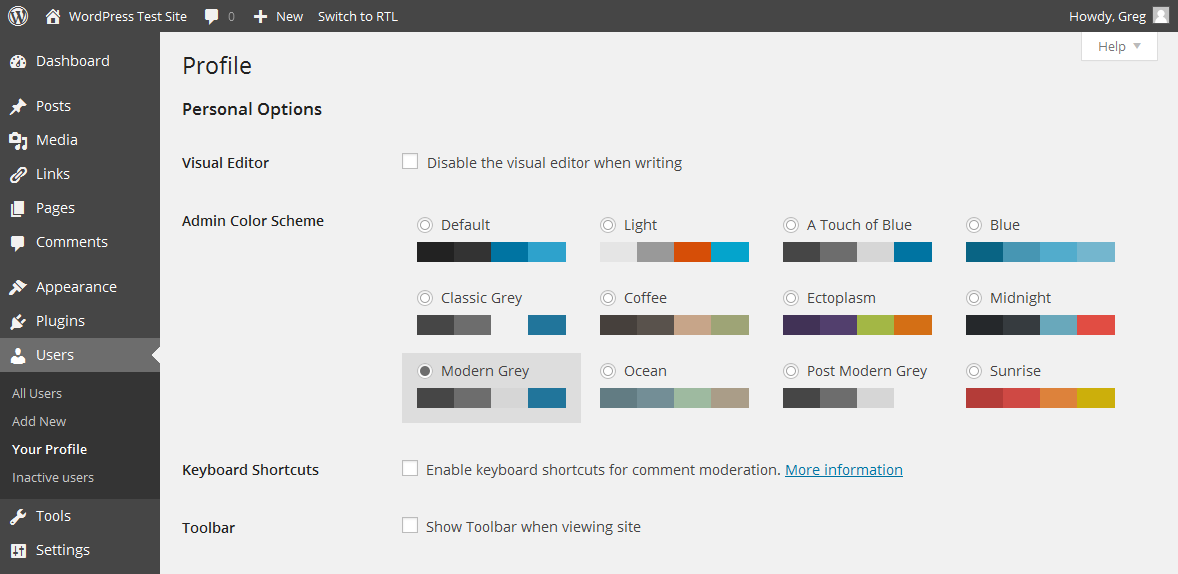 WordPress Test Site 0 New Switch to RTL Howdy, Greg
Help
Dashboard
Posts
Media
Links
Pages
Comments
Appearance
Plugins
Users
All Users
Add New
Your Profile
Inactive users
Tools
Settings
Profile
Personal Options
Visual Editor Disable the visual editor when writing
Admin Color Scheme
Default Light A Touch of Blue Blue
Classic Grey Coffee Ectoplasm Midnight
Modern Grey Ocean Post Modern Grey Sunrise
Keyboard Shortcuts Enable keyboard shortcuts for comment moderation. More information
Toolbar Show Toolbar when viewing site